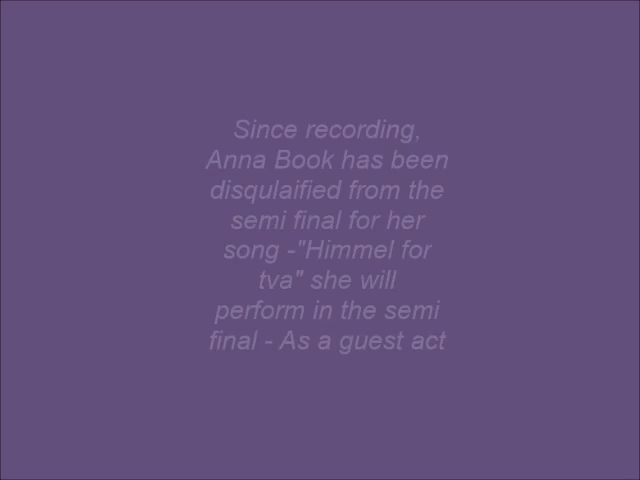 Since recording,
Anna Book has been
disqulaified from the
semi final for her
song -"Himmel for
tva" she will
perform in the semi
final - As a guest act